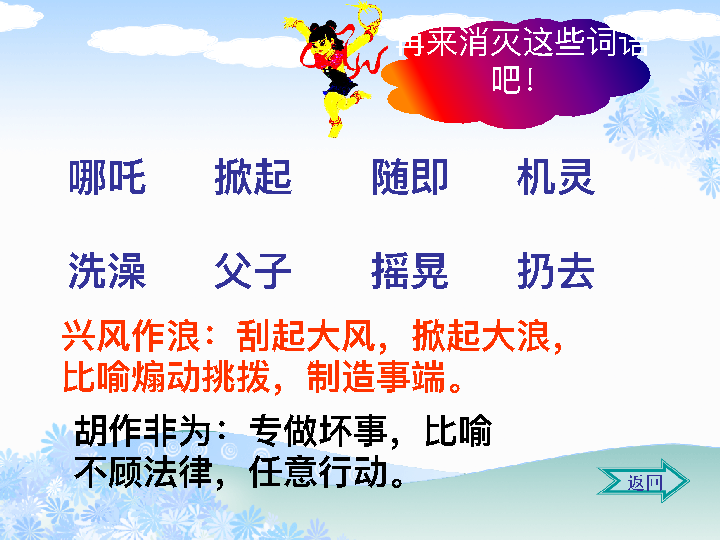 再来消灭这些词语
吧！
哪吒 掀起 随即 机灵
洗澡 父子 摇晃 扔去
兴风作浪：刮起大风，掀起大浪，
比喻煽动挑拨，制造事端。
胡作非为：专做坏事，比喻
不顾法律，任意行动。
返回